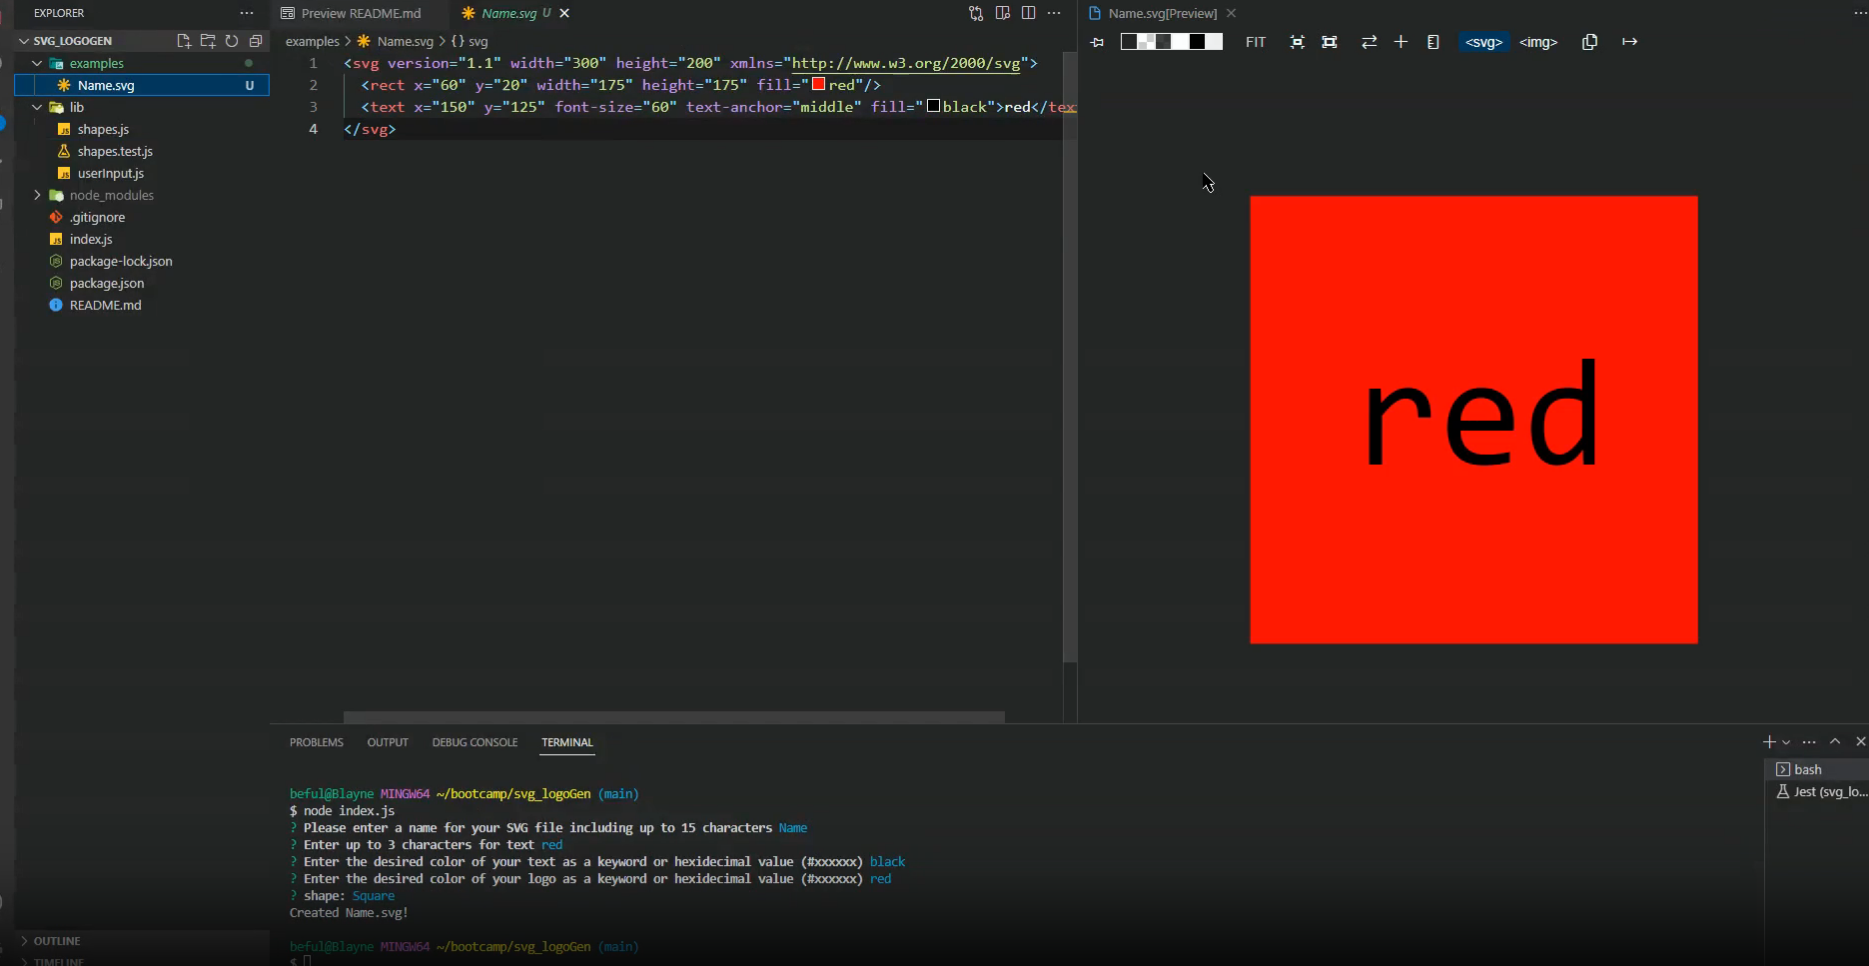 EXPLORER
SVG_LOGOGEN
examples
Name.svg U
lib
shapes.js
shapes.test.js
userInput.js
node_modules
.gitignore
index.js
package-lock.json
package.json
README.md
OUTLINE
TIMELINE
Preview README.md
Name.svg U
examples > Name.svg > {} svg
1 <svg version="1.1" width="300" height="200" xmlns="http://www.w3.org/2000/svg">
2 <rect x="60" y="20" width="175" height="175" fill="red"/>
3 <text x="150" y="125" font-size="60" text-anchor="middle" fill="black">red</tex
4 </svg>
Name.svg[Preview]
FIT <svg> <img>
red
PROBLEMS OUTPUT DEBUG CONSOLE TERMINAL
beful@Blayne MINGW64 ~/bootcamp/svg_logoGen (main)
$ node index.js
? Please enter a name for your SVG file including up to 15 characters Name
? Enter up to 3 characters for text red
? Enter the desired color of your text as a keyword or hexidecimal value (#xxxxxx) black
? Enter the desired color of your logo as a keyword or hexidecimal value (#xxxxxx) red
? shape: Square
Created Name.svg!
beful@Blayne MINGW64 ~/bootcamp/svg_logoGen (main)
$
bash
Jest (svg_lo...